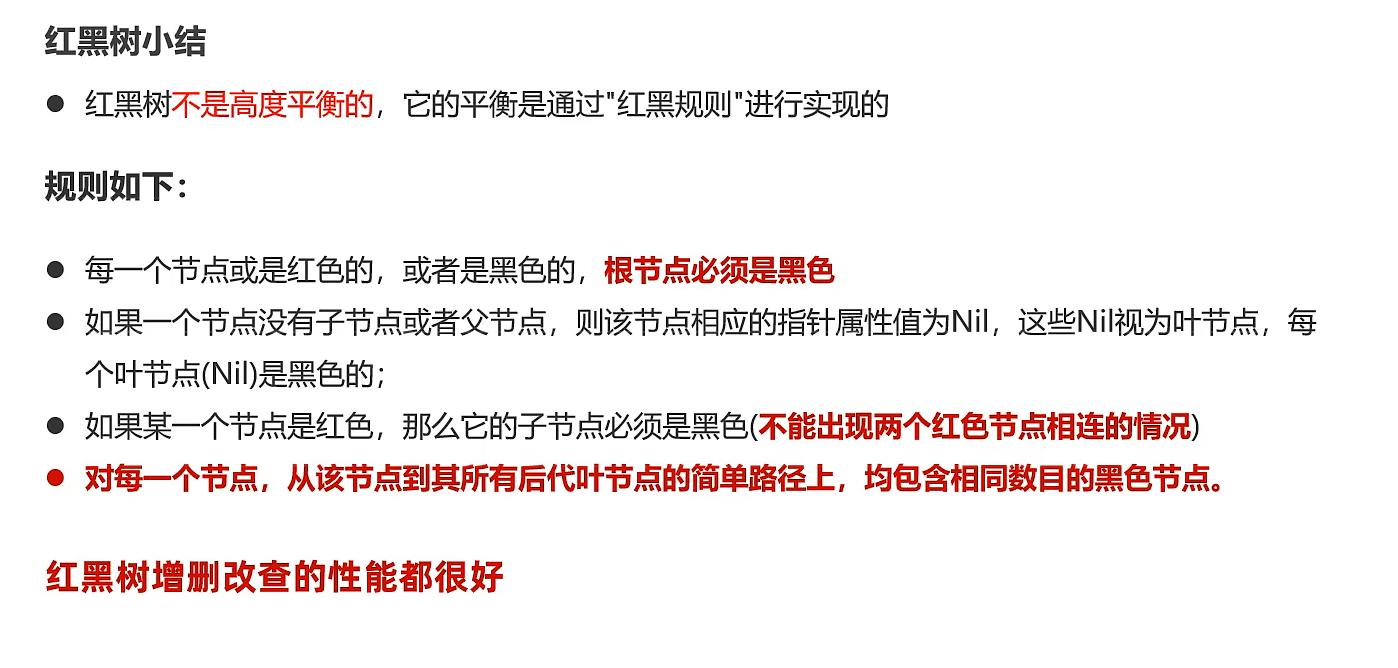 红黑树小结
● 红黑树不是高度平衡的，它的平衡是通过"红黑规则"进行实现的
规则如下：
● 每一个节点或是红色的，或者是黑色的，根节点必须是黑色
● 如果一个节点没有子节点或者父节点，则该节点相应的指针属性值为Nil，这些Nil视为叶节点，每
个叶节点(Nil)是黑色的；
● 如果某一个节点是红色，那么它的子节点必须是黑色(不能出现两个红色节点相连的情况)
● 对每一个节点，从该节点到其所有后代叶节点的简单路径上，均包含相同数目的黑色节点。
红黑树增删改查的性能都很好